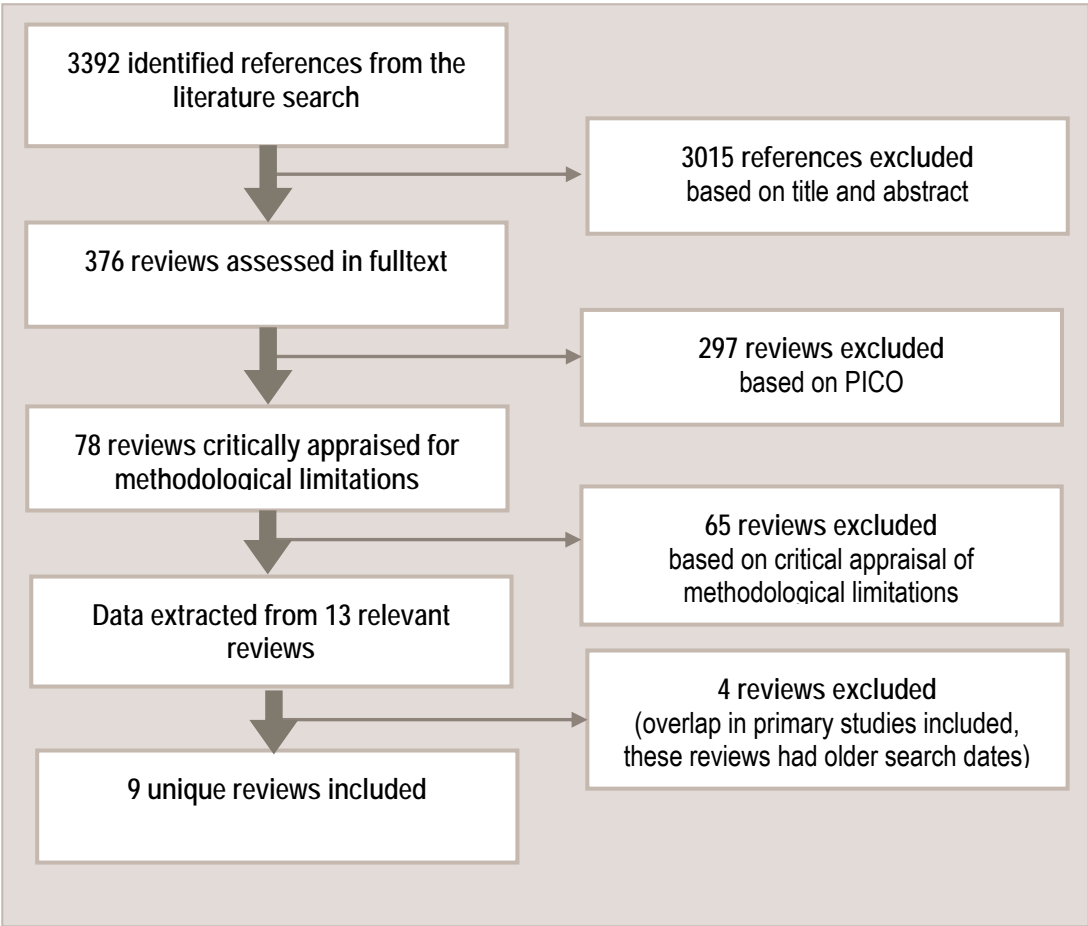 3392 identified references from the
literature search
3015 references excluded
based on title and abstract
376 reviews assessed in fulltext
297 reviews excluded
based on PICO
78 reviews critically appraised for
methodological limitations
65 reviews excluded
based on critical appraisal of
methodological limitations
Data extracted from 13 relevant
reviews
4 reviews excluded
(overlap in primary studies included,
these reviews had older search dates)
9 unique reviews included